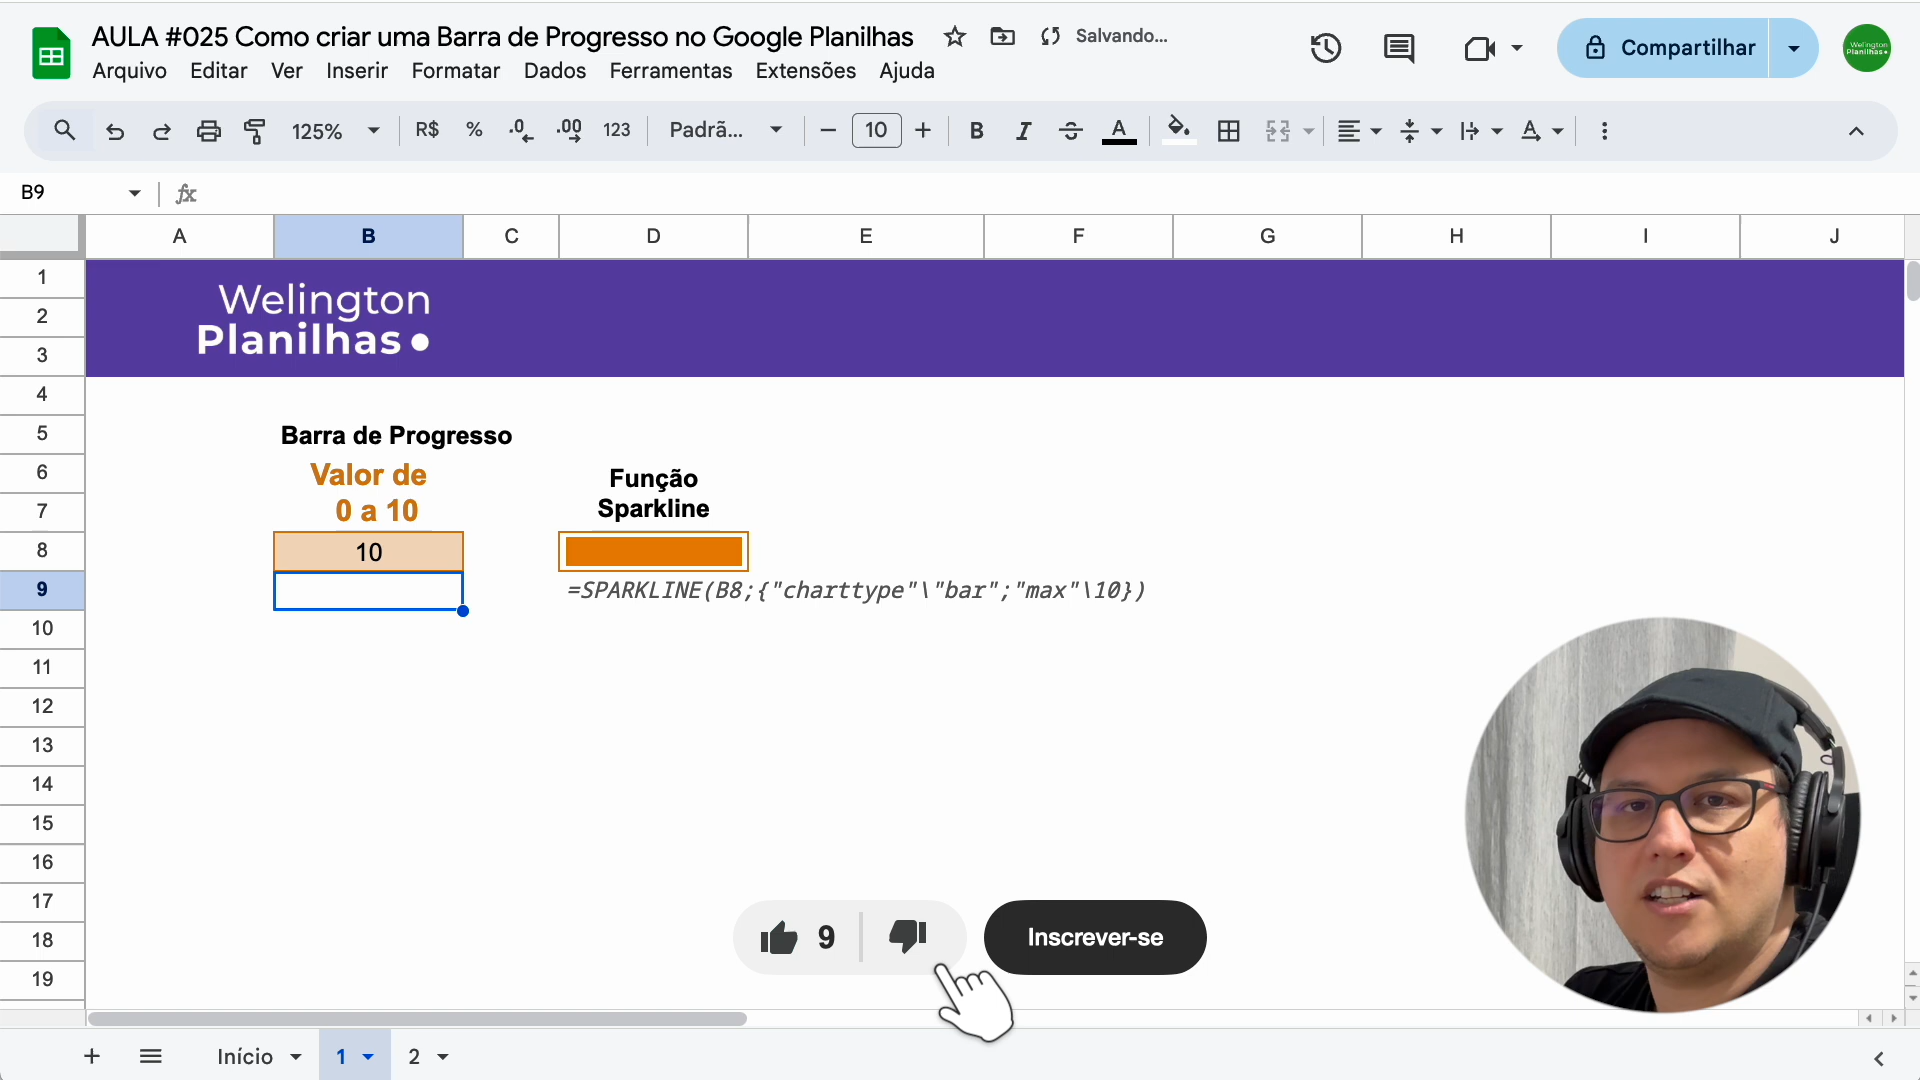 AULA #025 Como criar uma Barra de Progresso no Google Planilhas
Salvando...
Arquivo Editar Ver Inserir Formatar Dados Ferramentas Extensões Ajuda
Compartilhar
Welington
Planilhas
125% R$ % .0 .00 123 Padrã... − 10 + B I S A A
B9 fx
A B C D E F G H I J
1
2
3
4
5
6
7
8
9
10
11
12
13
14
15
16
17
18
19
Welington
Planilhas
Barra de Progresso
Valor de
0 a 10
Função
Sparkline
10
=SPARKLINE(B8;{"charttype"\"bar";"max"\10})
9
Inscrever-se
+ Início 1 2